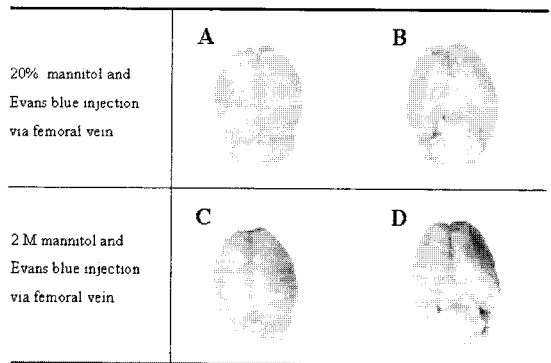 A
B
20% mannitol and
Evans blue injection
via femoral vein
C
D
2 M mannitol and
Evans blue injection
via femoral vein